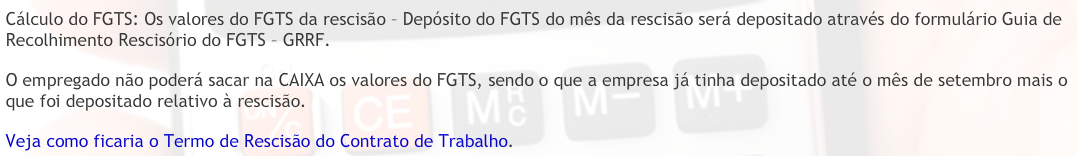 Cálculo do FGTS: Os valores do FGTS da rescisão – Depósito do FGTS do mês da rescisão será depositado através do formulário Guia de
Recolhimento Rescisório do FGTS – GRRF.
O empregado não poderá sacar na CAIXA os valores do FGTS, sendo o que a empresa já tinha depositado até o mês de setembro mais o
que foi depositado relativo à rescisão.
Veja como ficaria o Termo de Rescisão do Contrato de Trabalho.
ON/C CE MRC M− M+